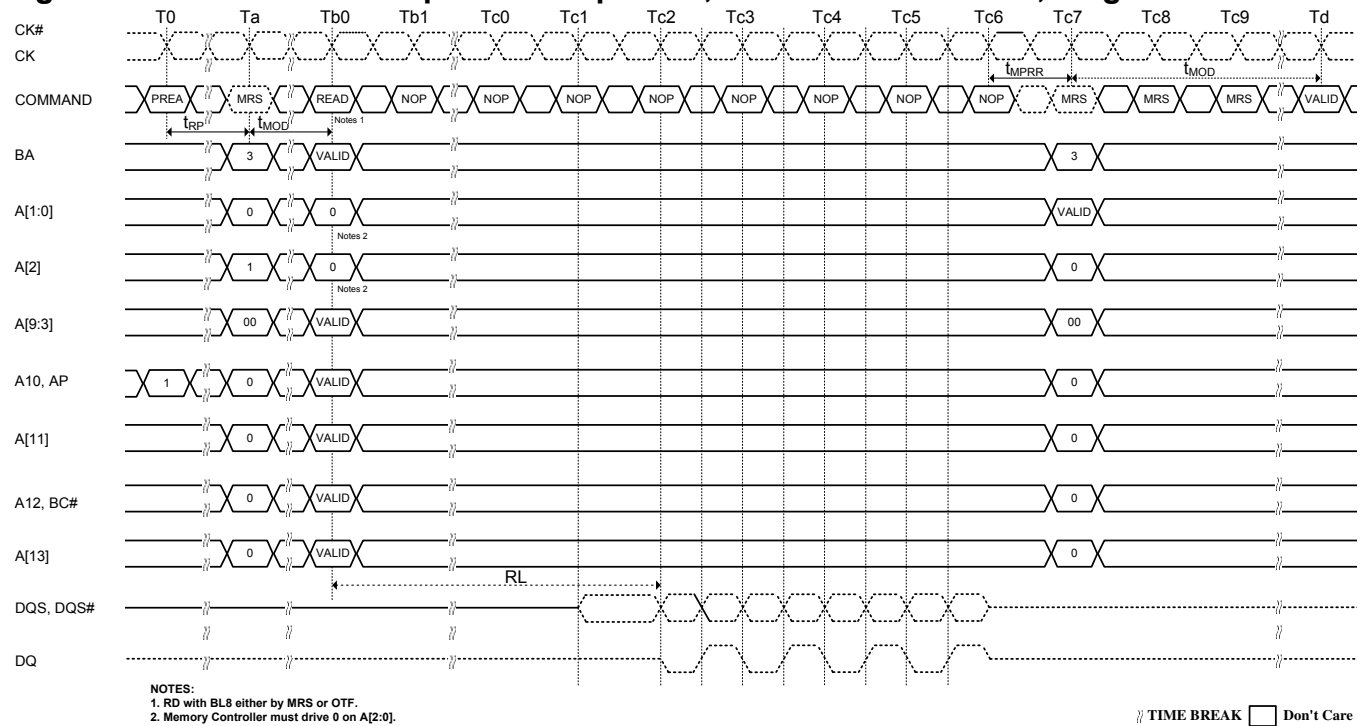 T0 Ta Tb0 Tb1 Tc0 Tc1 Tc2 Tc3 Tc4 Tc5 Tc6 Tc7 Tc8 Tc9 Td
CK#
CK
tMPRR tMOD
COMMAND PREA MRS READ NOP NOP NOP NOP NOP NOP NOP NOP MRS MRS MRS VALID
Notes 1
tRP tMOD
BA 3 VALID 3
A[1:0] 0 0 VALID
Notes 2
A[2] 1 0 0
Notes 2
A[9:3] 00 VALID 00
A10, AP 1 0 VALID 0
A[11] 0 VALID 0
A12, BC# 0 VALID 0
A[13] 0 VALID 0
RL
DQS, DQS#
DQ
NOTES:
1. RD with BL8 either by MRS or OTF.
2. Memory Controller must drive 0 on A[2:0].
TIME BREAK Don't Care